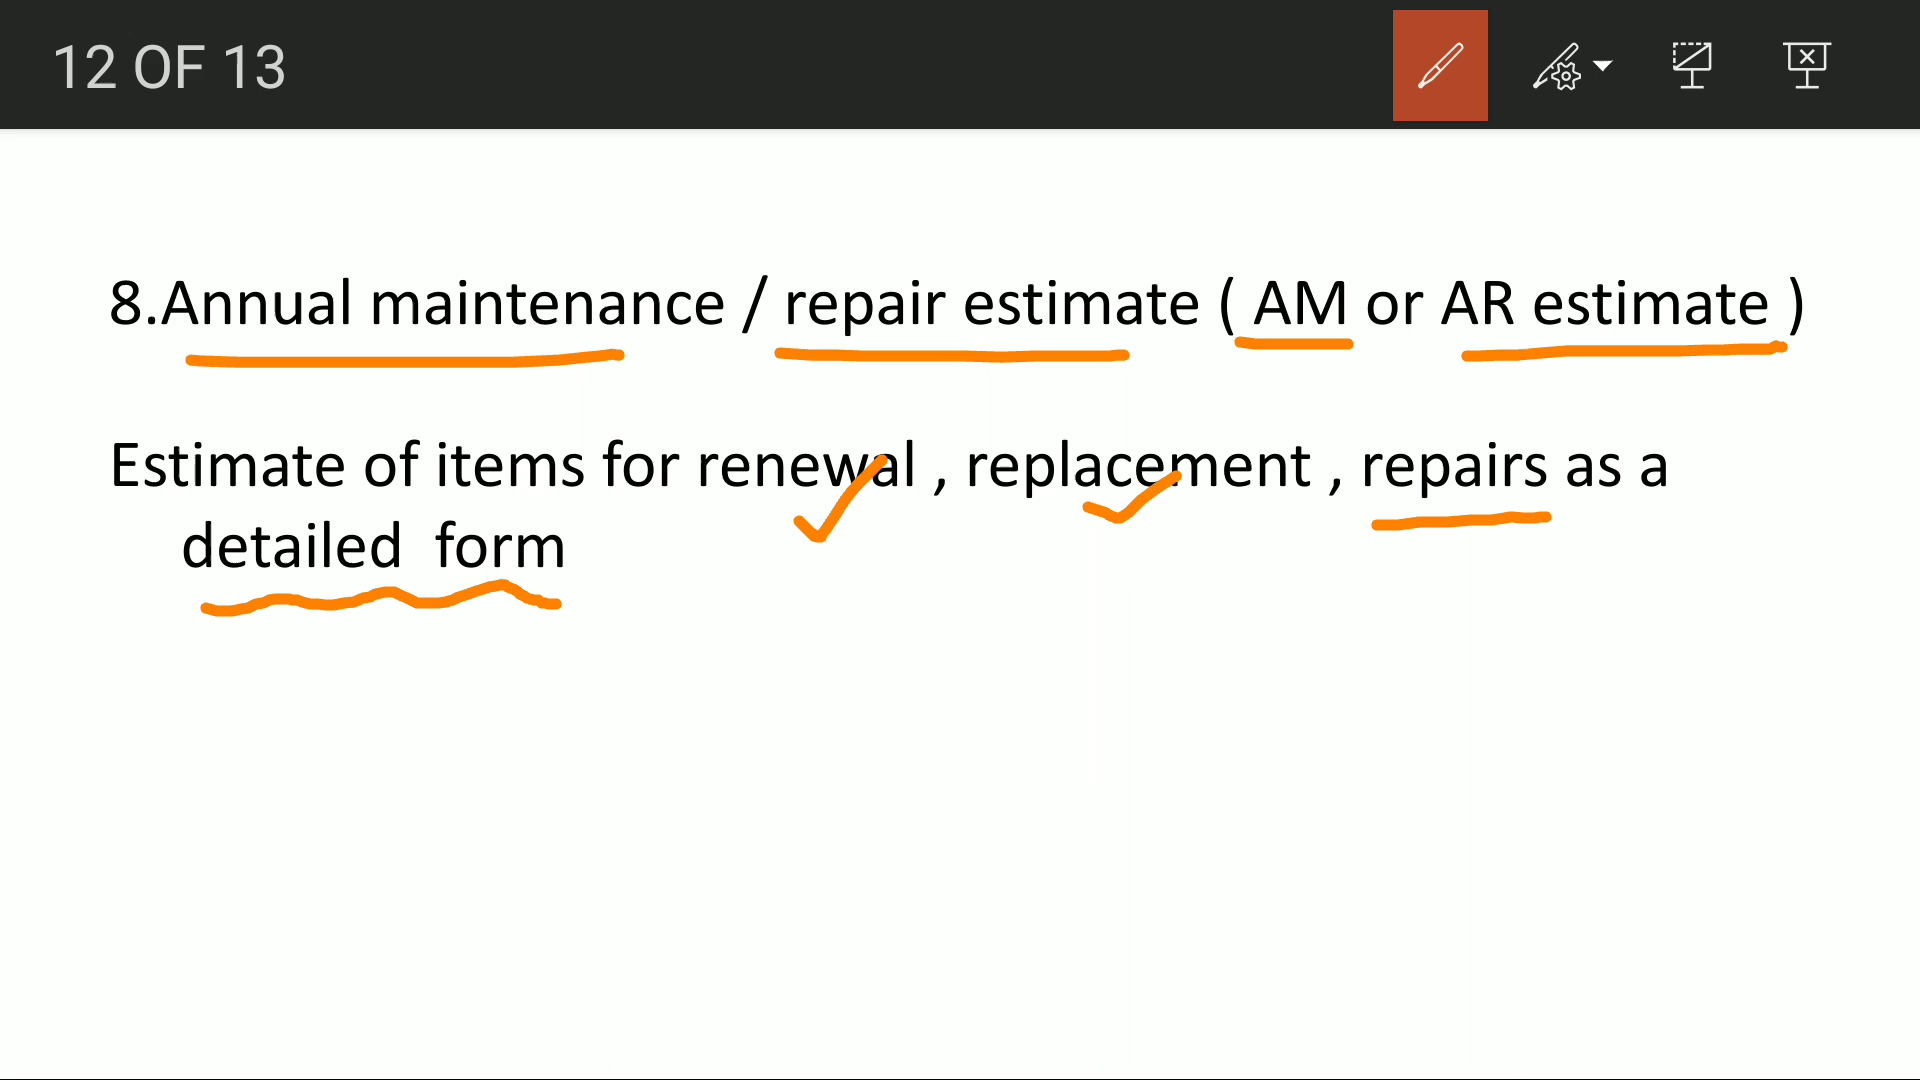 12 OF 13
8.Annual maintenance / repair estimate ( AM or AR estimate )
Estimate of items for renewal , replacement , repairs as a
detailed  form